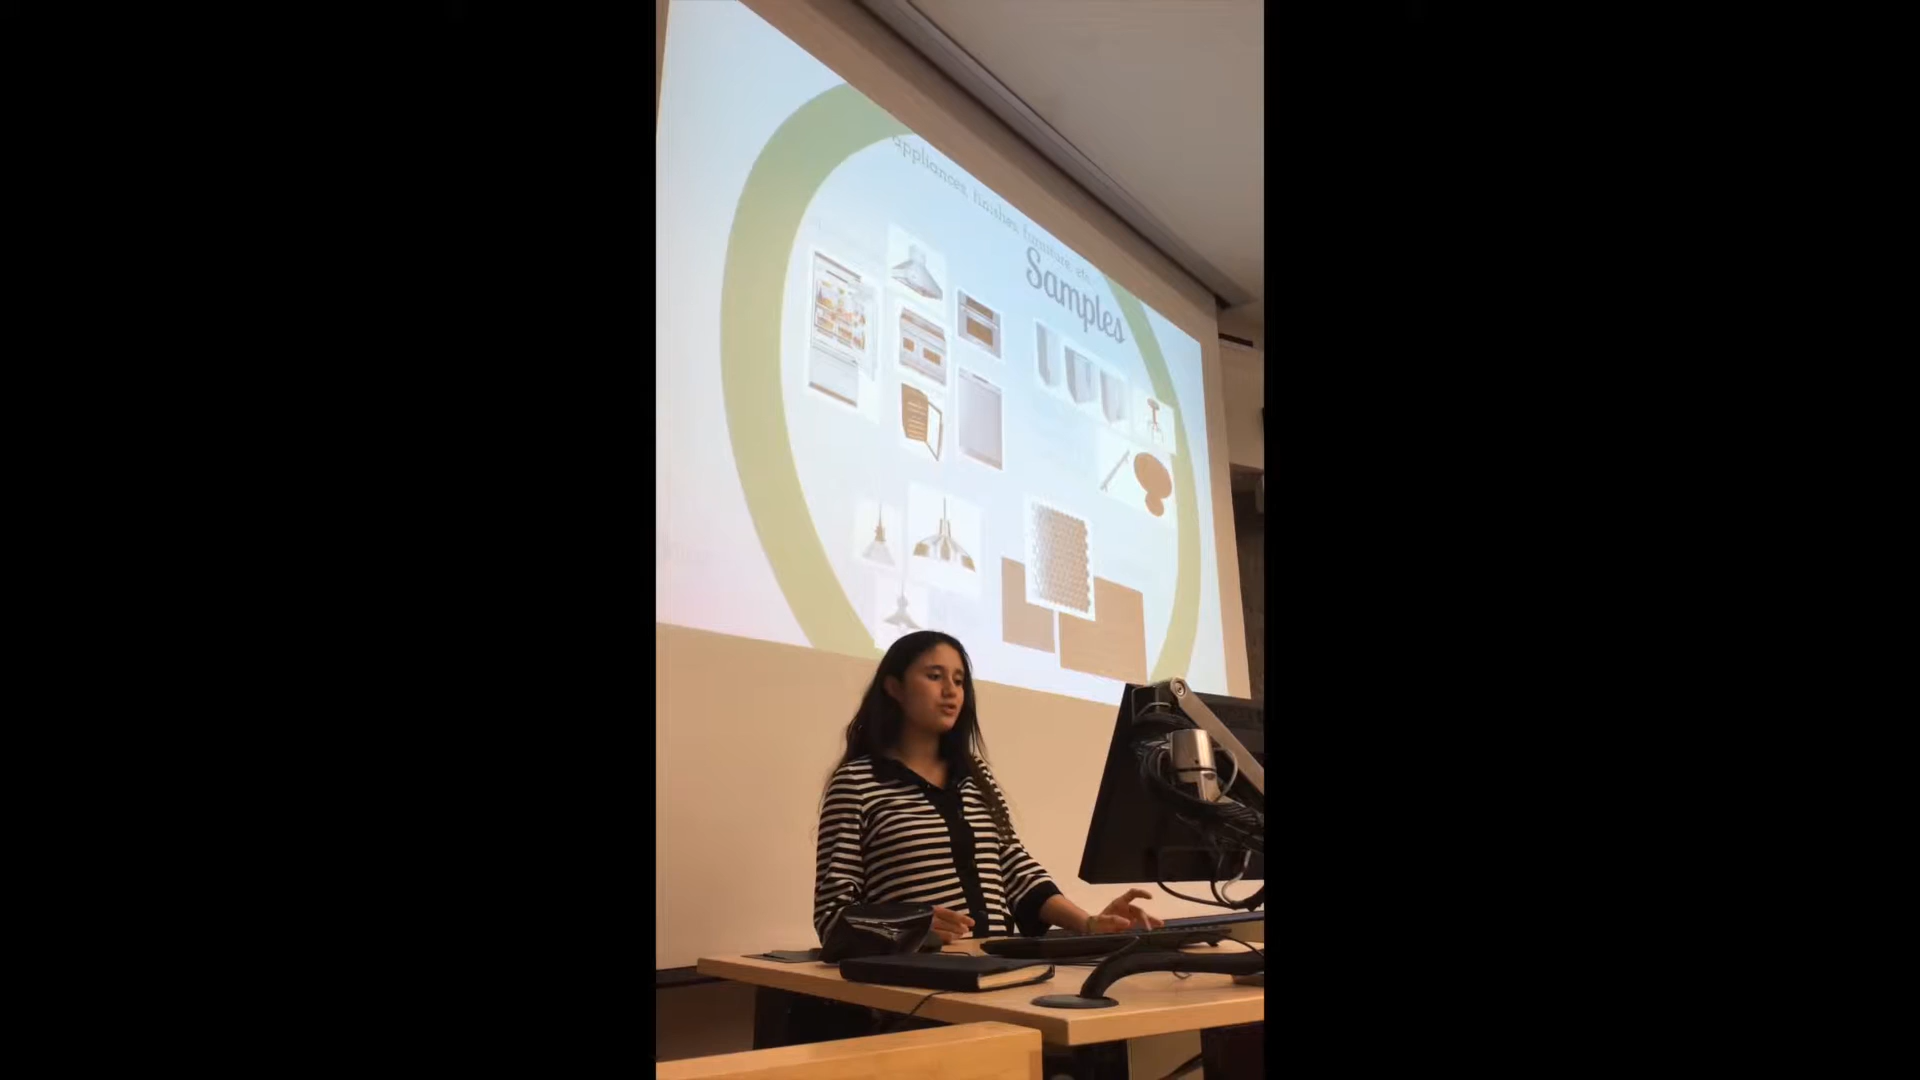 appliances, finishes, furniture, etc.
Samples